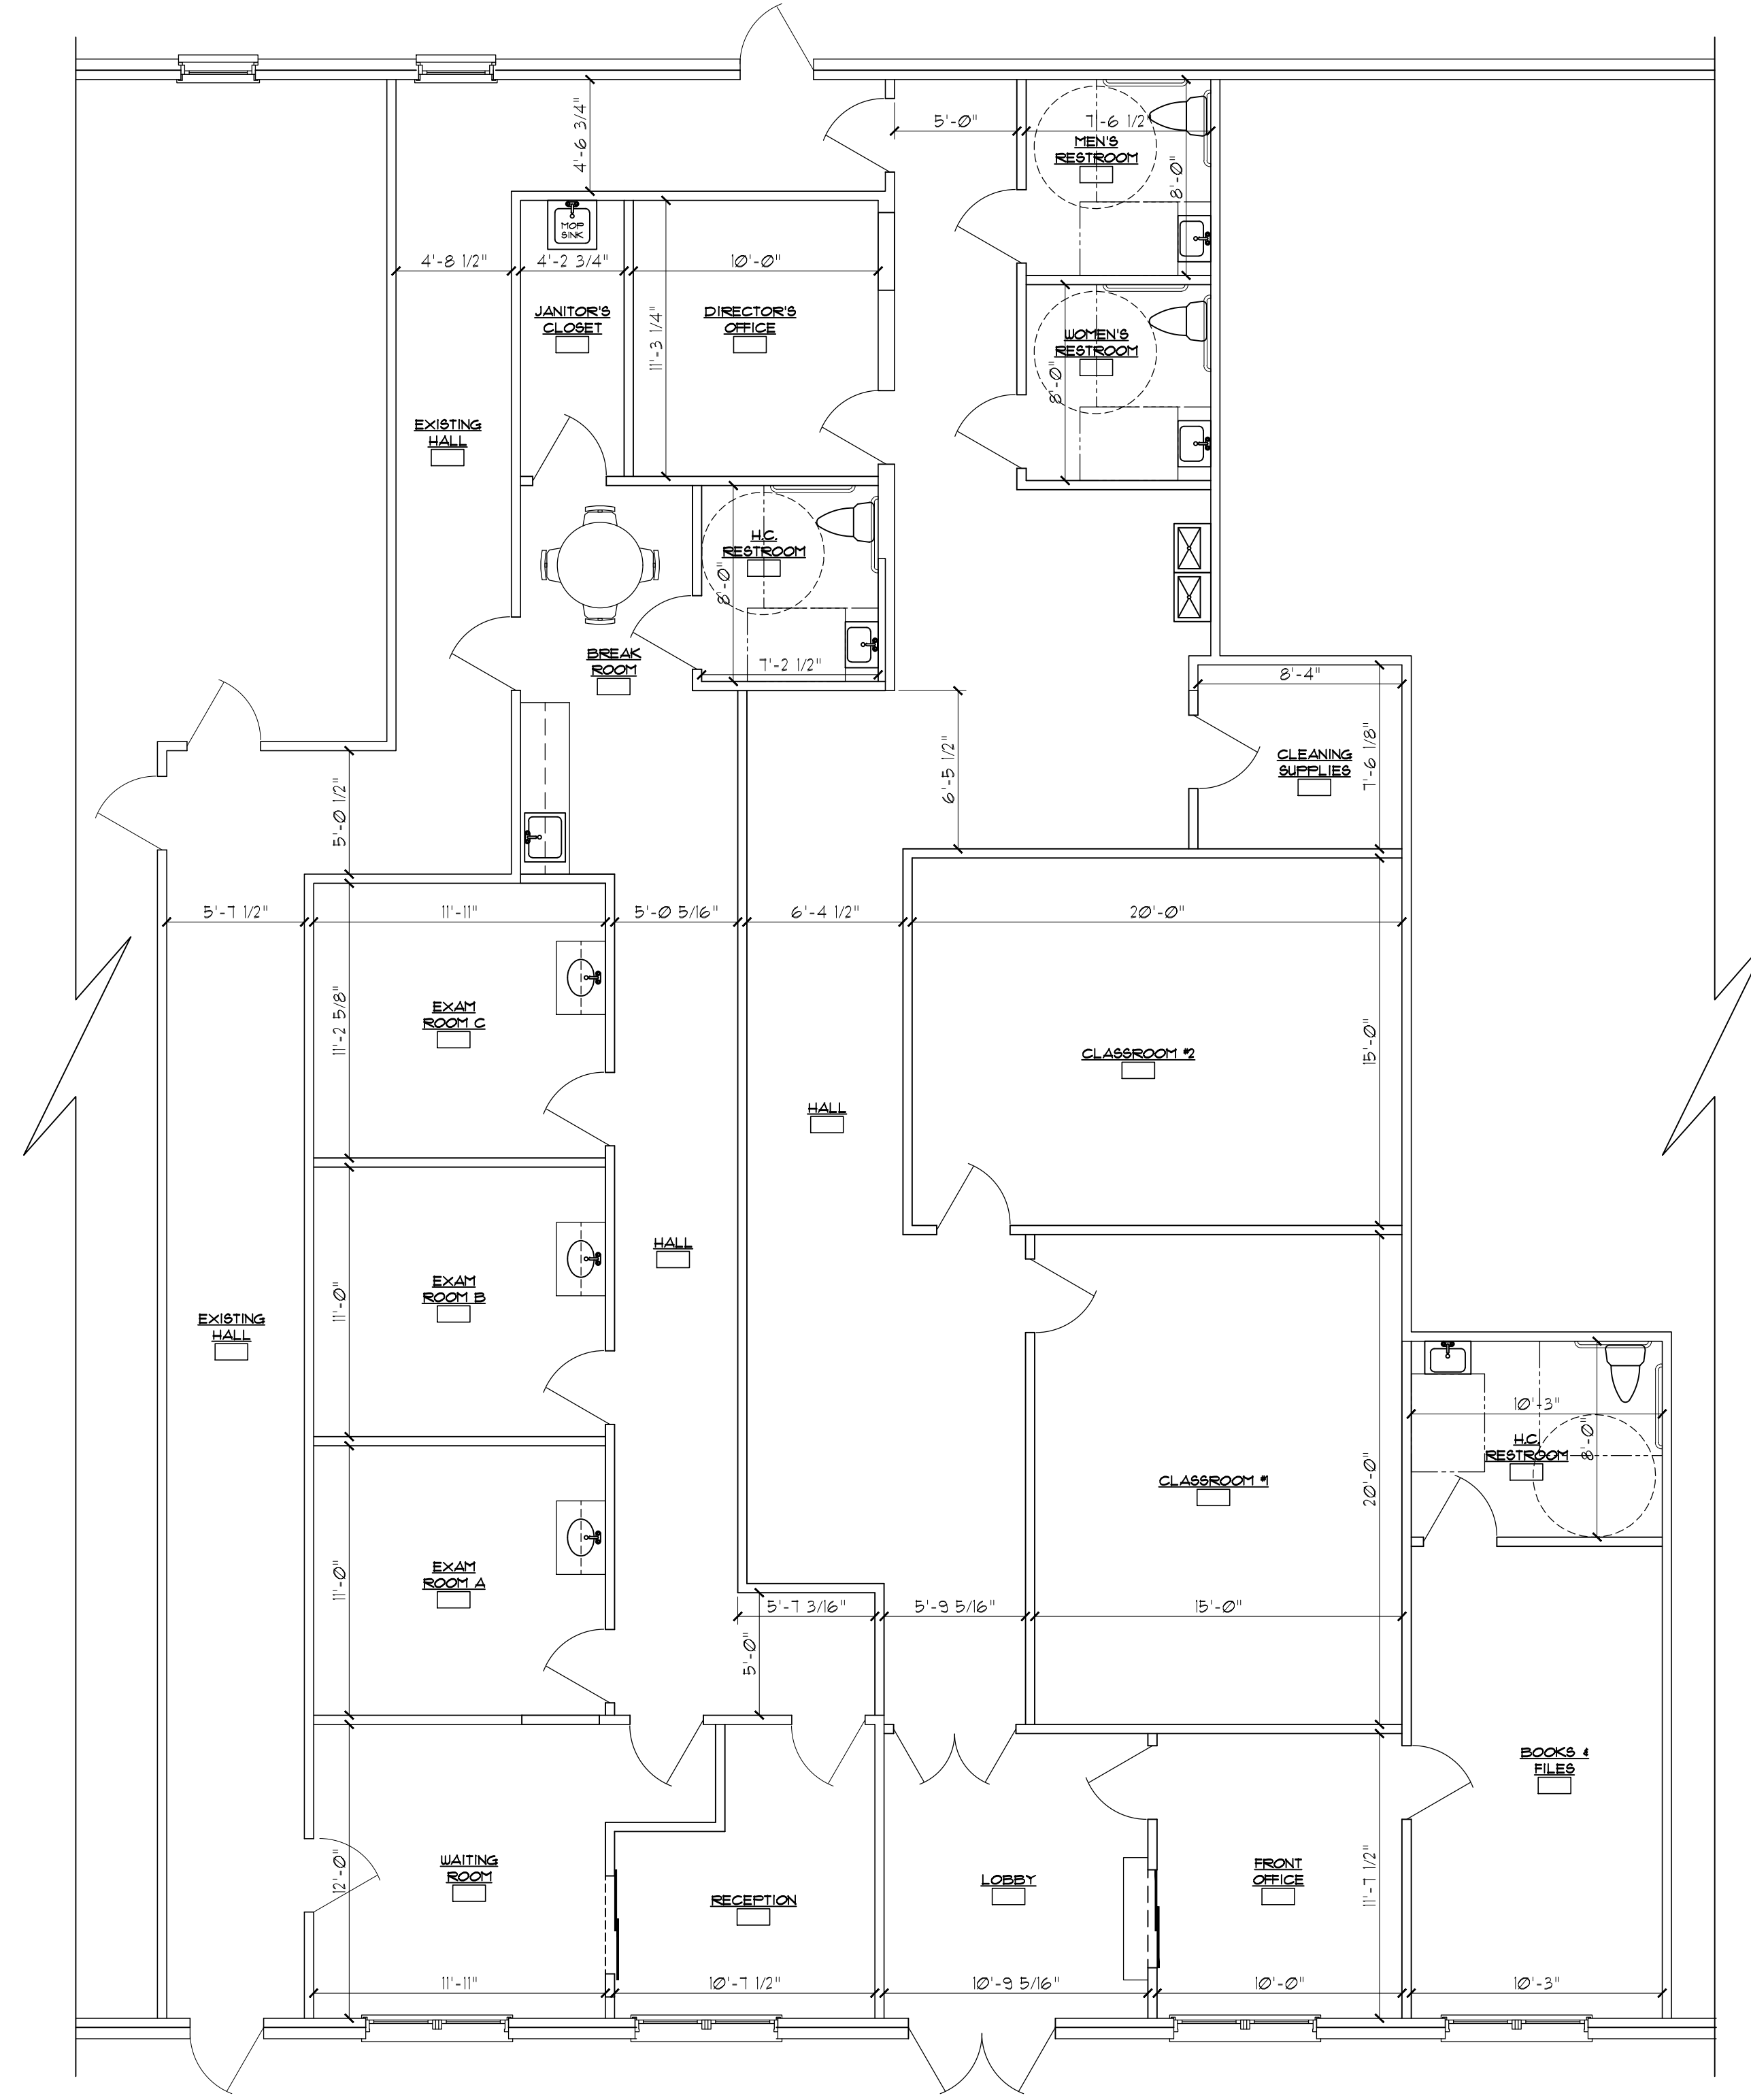 4'-6 3/4"
5'-0"
7'-6 1/2"
MEN'S
RESTROOM
8'-0"
MOP
SINK
4'-8 1/2"
4'-2 3/4"
10'-0"
JANITOR'S
CLOSET
11'-3 1/4"
DIRECTOR'S
OFFICE
WOMEN'S
RESTROOM
8'-0"
EXISTING
HALL
H.C.
RESTROOM
8'-0"
BREAK
ROOM
7'-2 1/2"
8'-4"
CLEANING
SUPPLIES
7'-6 1/8"
6'-5 1/2"
5'-0 1/2"
5'-7 1/2"
11'-11"
5'-0 5/16"
6'-4 1/2"
20'-0"
EXAM
ROOM C
11'-2 5/8"
CLASSROOM #2
15'-0"
HALL
HALL
EXAM
ROOM B
11'-0"
EXISTING
HALL
10'-3"
H.C.
RESTROOM
8'-0"
CLASSROOM #1
20'-0"
EXAM
ROOM A
11'-0"
5'-7 3/16"
5'-9 5/16"
15'-0"
5'-0"
BOOKS &
FILES
WAITING
ROOM
12'-0"
RECEPTION
LOBBY
FRONT
OFFICE
11'-7 1/2"
11'-11"
10'-7 1/2"
10'-9 5/16"
10'-0"
10'-3"